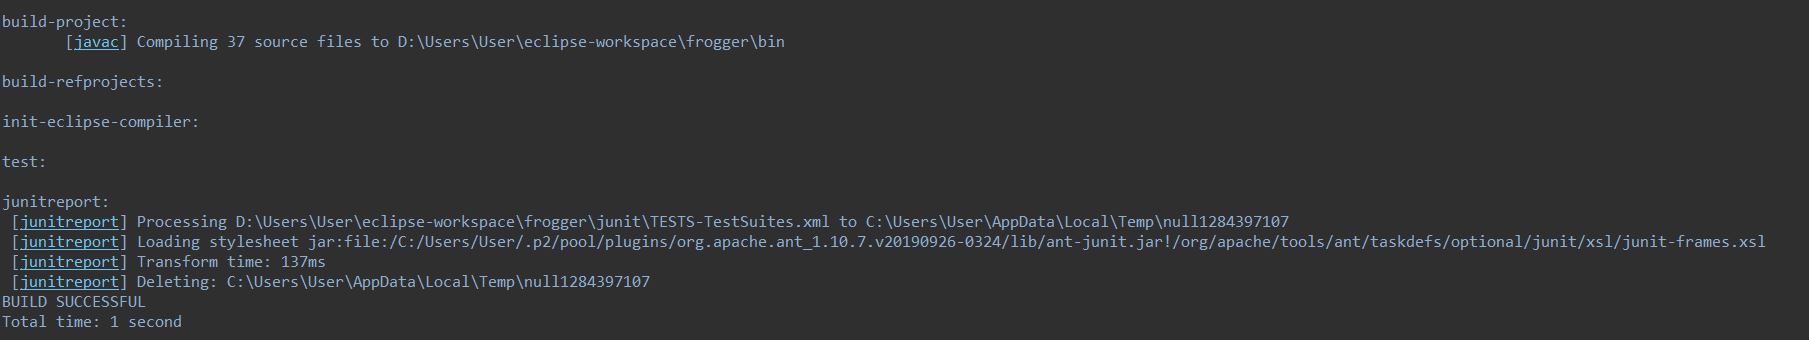 build-project:
[javac] Compiling 37 source files to D:\Users\User\eclipse-workspace\frogger\bin
build-refprojects:
init-eclipse-compiler:
test:
junitreport:
[junitreport] Processing D:\Users\User\eclipse-workspace\frogger\junit\TESTS-TestSuites.xml to C:\Users\User\AppData\Local\Temp\null1284397107
[junitreport] Loading stylesheet jar:file:/C:/Users/User/.p2/pool/plugins/org.apache.ant_1.10.7.v20190926-0324/lib/ant-junit.jar!/org/apache/tools/ant/taskdefs/optional/junit/xsl/junit-frames.xsl
[junitreport] Transform time: 137ms
[junitreport] Deleting: C:\Users\User\AppData\Local\Temp\null1284397107
BUILD SUCCESSFUL
Total time: 1 second